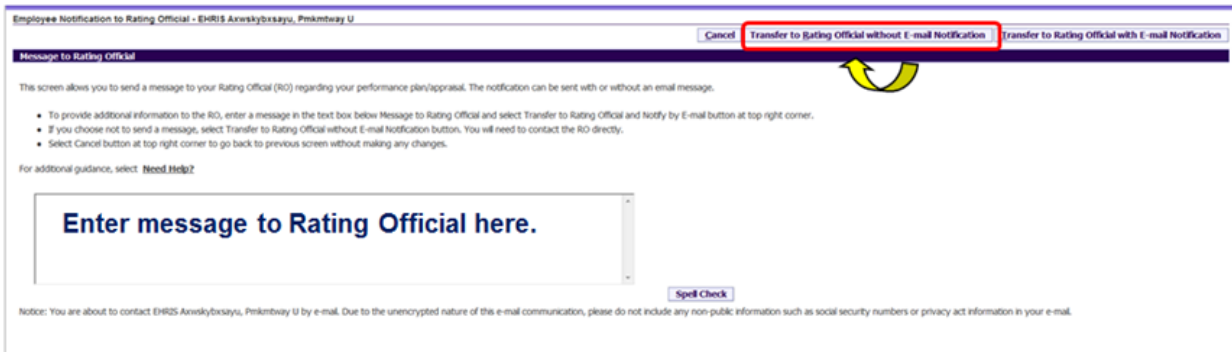 Employee Notification to Rating Official - EHRIS Axwskybxsayu, Pmkmtway U
Cancel Transfer to Rating Official without E-mail Notification Transfer to Rating Official with E-mail Notification
Message to Rating Official
This screen allows you to send a message to your Rating Official (RO) regarding your performance plan/appraisal. The notification can be sent with or without an email message.
• To provide additional information to the RO, enter a message in the text box below Message to Rating Official and select Transfer to Rating Official and Notify by E-mail button at top right corner.
• If you choose not to send a message, select Transfer to Rating Official without E-mail Notification button. You will need to contact the RO directly.
• Select Cancel button at top right corner to go back to previous screen without making any changes.
For additional guidance, select Need Help?
Enter message to Rating Official here.
Spell Check
Notice: You are about to contact EHRIS Axwskybxsayu, Pmkmtway U by e-mail. Due to the unencrypted nature of this e-mail communication, please do not include any non-public information such as social security numbers or privacy act information in your e-mail.